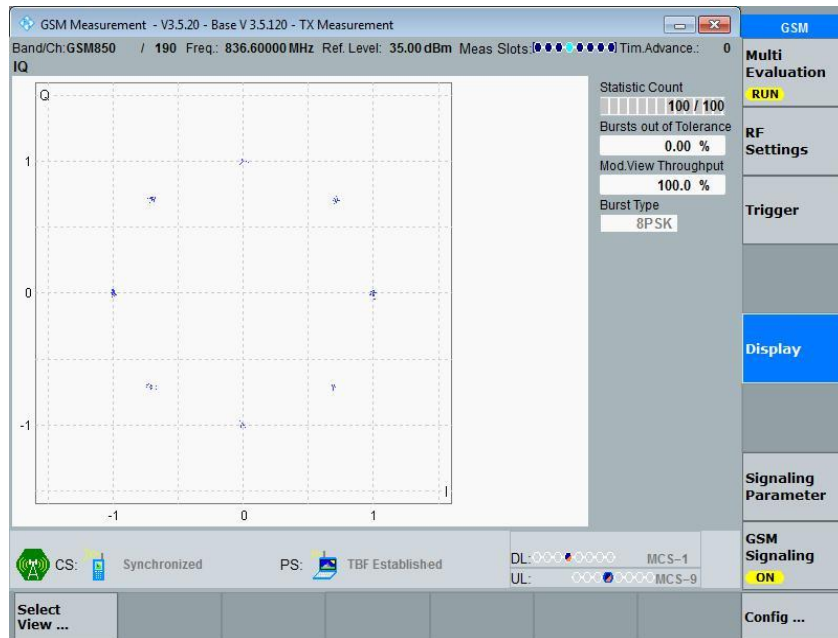 GSM Measurement - V3.5.20 - Base V 3.5.120 - TX Measurement
Band/Ch: GSM850 / 190 Freq.: 836.60000 MHz Ref. Level: 35.00 dBm Meas Slots: Tim.Advance.: 0
IQ
Q
1
0
-1
-1 0 1
I
Statistic Count
100 / 100
Bursts out of Tolerance
0.00 %
Mod.View Throughput
100.0 %
Burst Type
8PSK
CS: Synchronized PS: TBF Established
DL: MCS-1
UL: MCS-9
Select
View ...
GSM
Multi
Evaluation
RUN
RF
Settings
Trigger
Display
Signaling
Parameter
GSM
Signaling
ON
Config ...